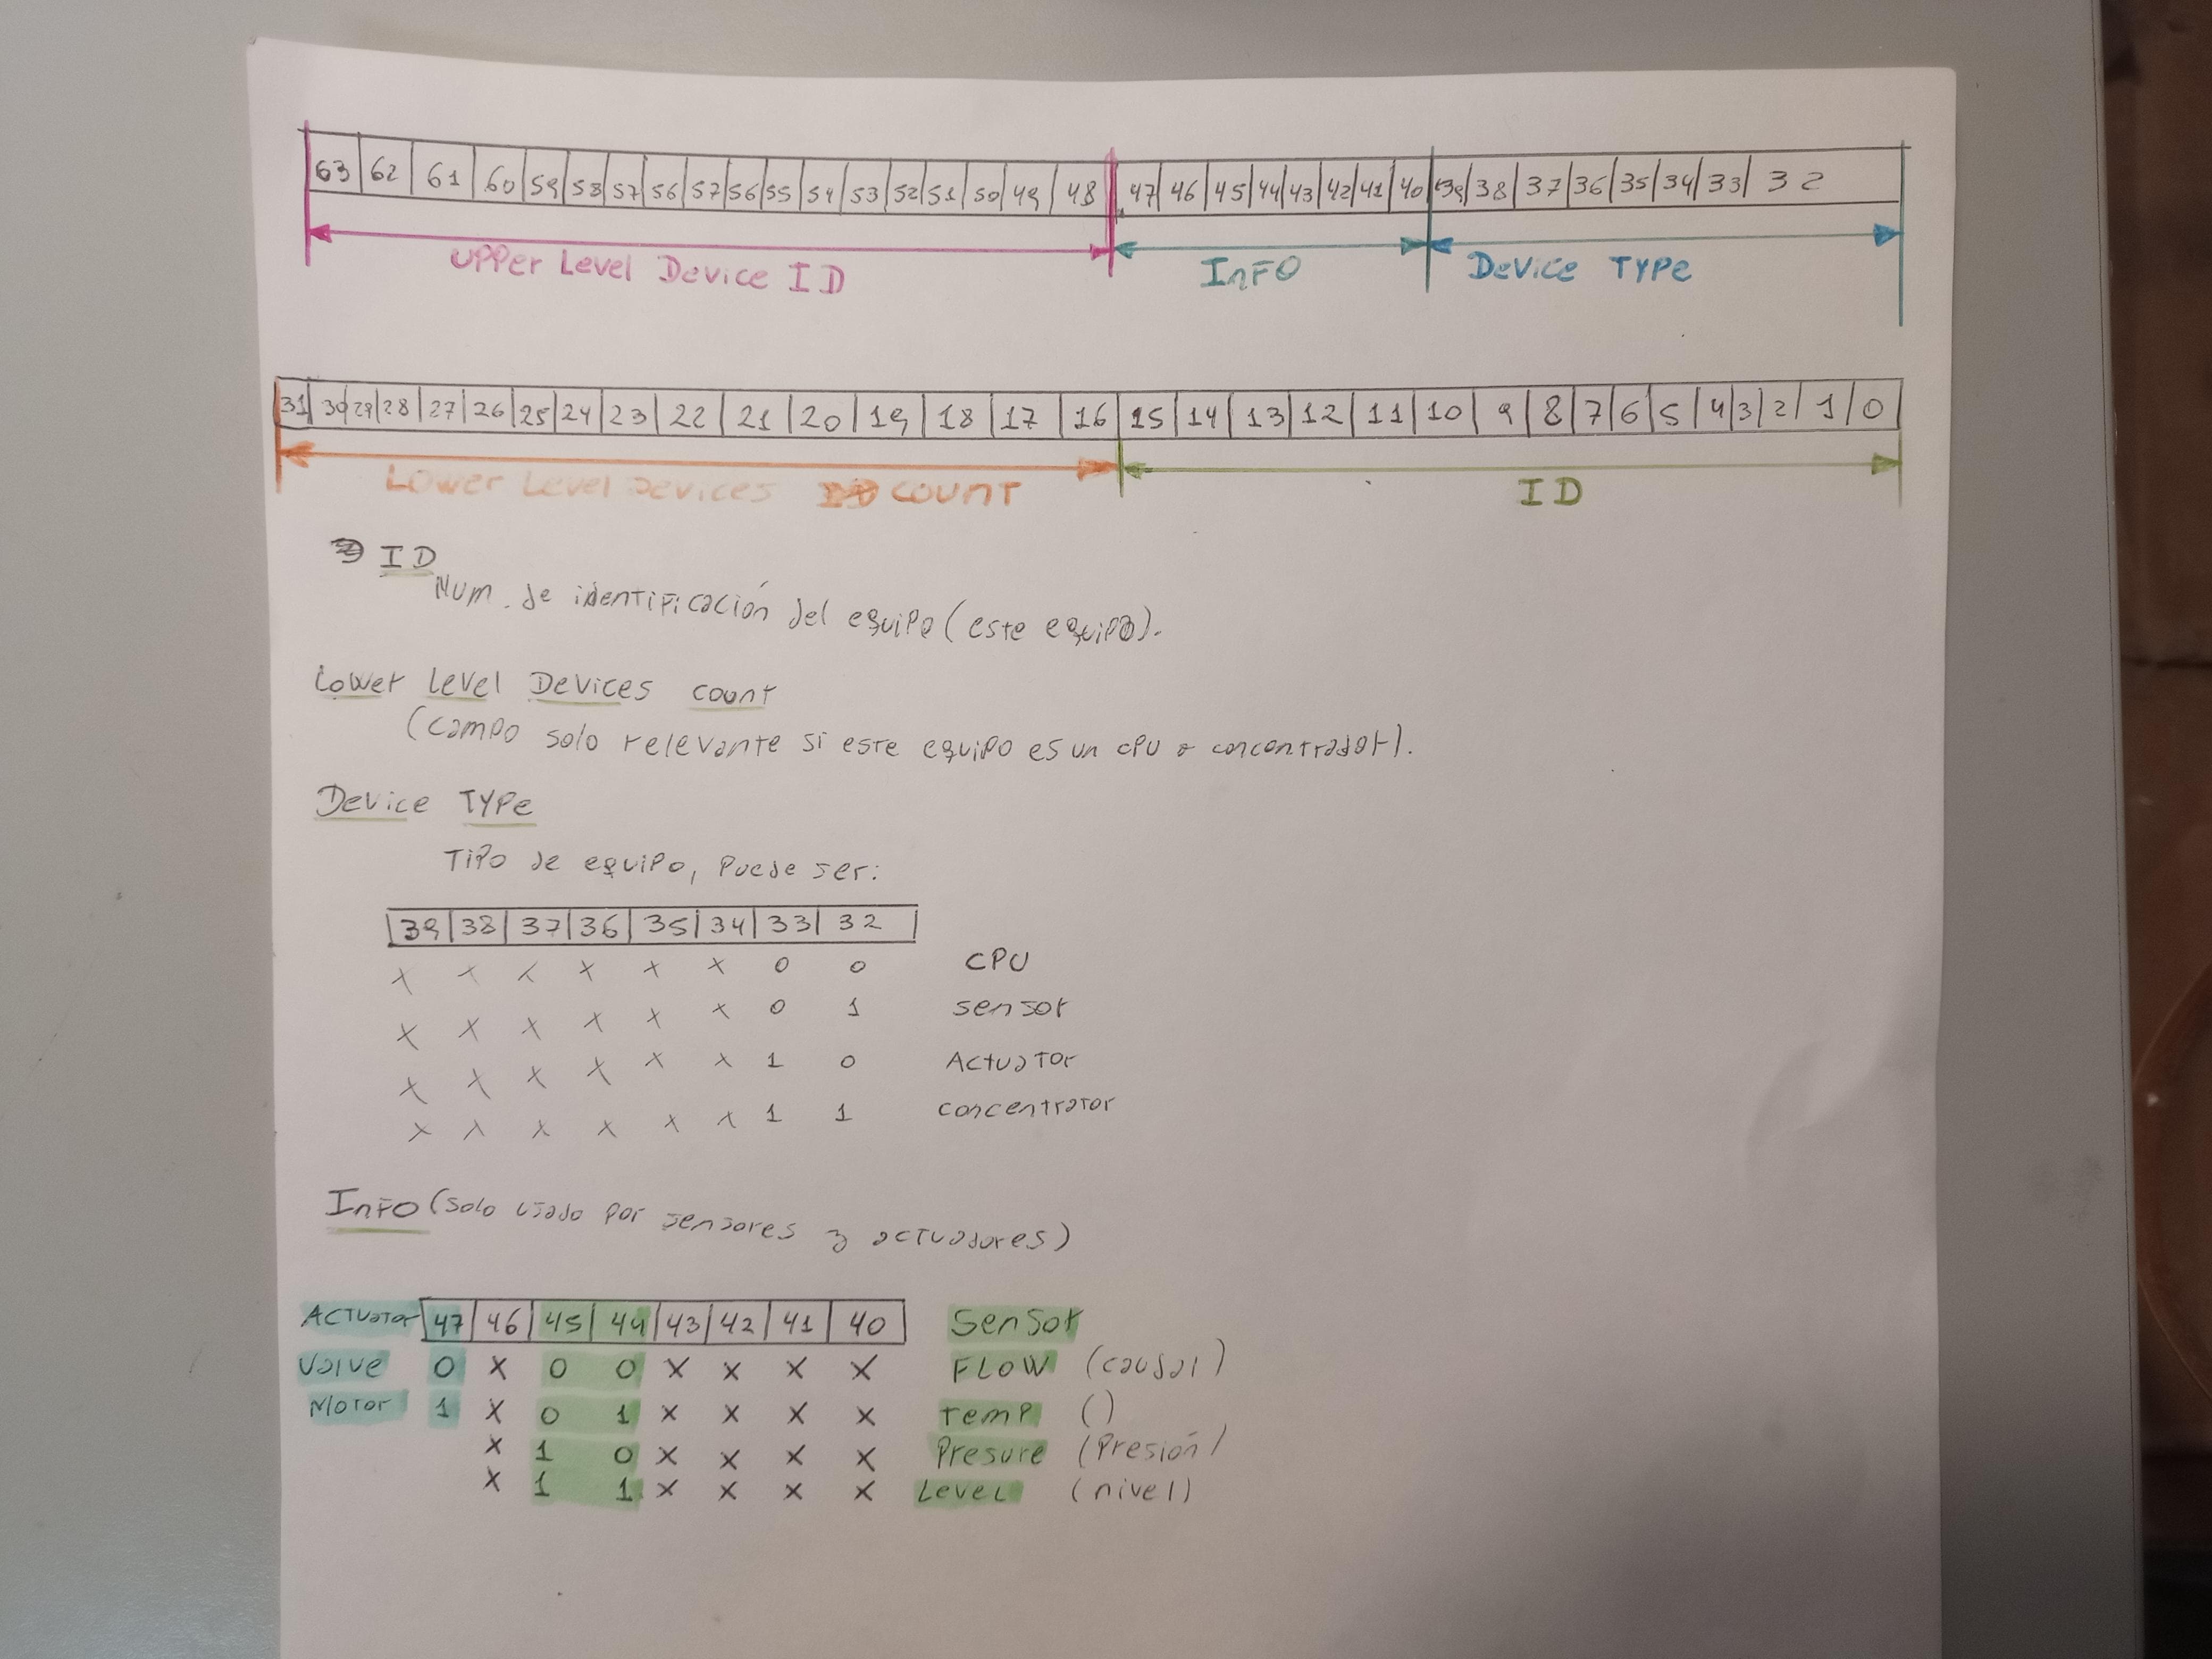 63 62 61 60 59 58 57 56 57 56 55 54 53 52 51 50 49 48 47 46 45 44 43 42 41 40 39 38 37 36 35 34 33 32
UPPer Level Device ID InFO Device TYPe
31 30 29 28 27 26 25 24 23 22 21 20 19 18 17 16 15 14 13 12 11 10 9 8 7 6 5 4 3 2 1 0
Lower Level Devices COUNT ID
ID
Num. de identificación del equipo (este equipo).
Lower Level Devices count
(campo solo relevante si este equipo es un cpu o concentrador).
Device TYPe
Tipo de equipo, Puede ser:
39 38 37 36 35 34 33 32
x x x x x x 0 0 CPU
x x x x x x 0 1 sensor
x x x x x x 1 0 Actuator
x x x x x x 1 1 concentrator
InFO (solo usado por sensores y actuadores)
Actuator 47 46 45 44 43 42 41 40 Sensor
Valve 0 x 0 0 x x x x FLOW (caudal)
Motor 1 x 0 1 x x x x Temp ()
x 1 0 x x x x Presure (Presión)
x 1 1 x x x x Level (nivel)